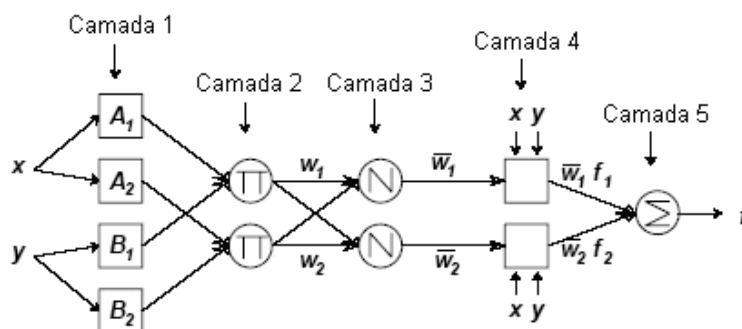 Camada 1
Camada 2
Camada 3
Camada 4
Camada 5
x
y
A1
A2
B1
B2
Π
Π
w1
w2
N
N
w̅1
w̅2
x y
x y
w̅1 f1
w̅2 f2
Σ